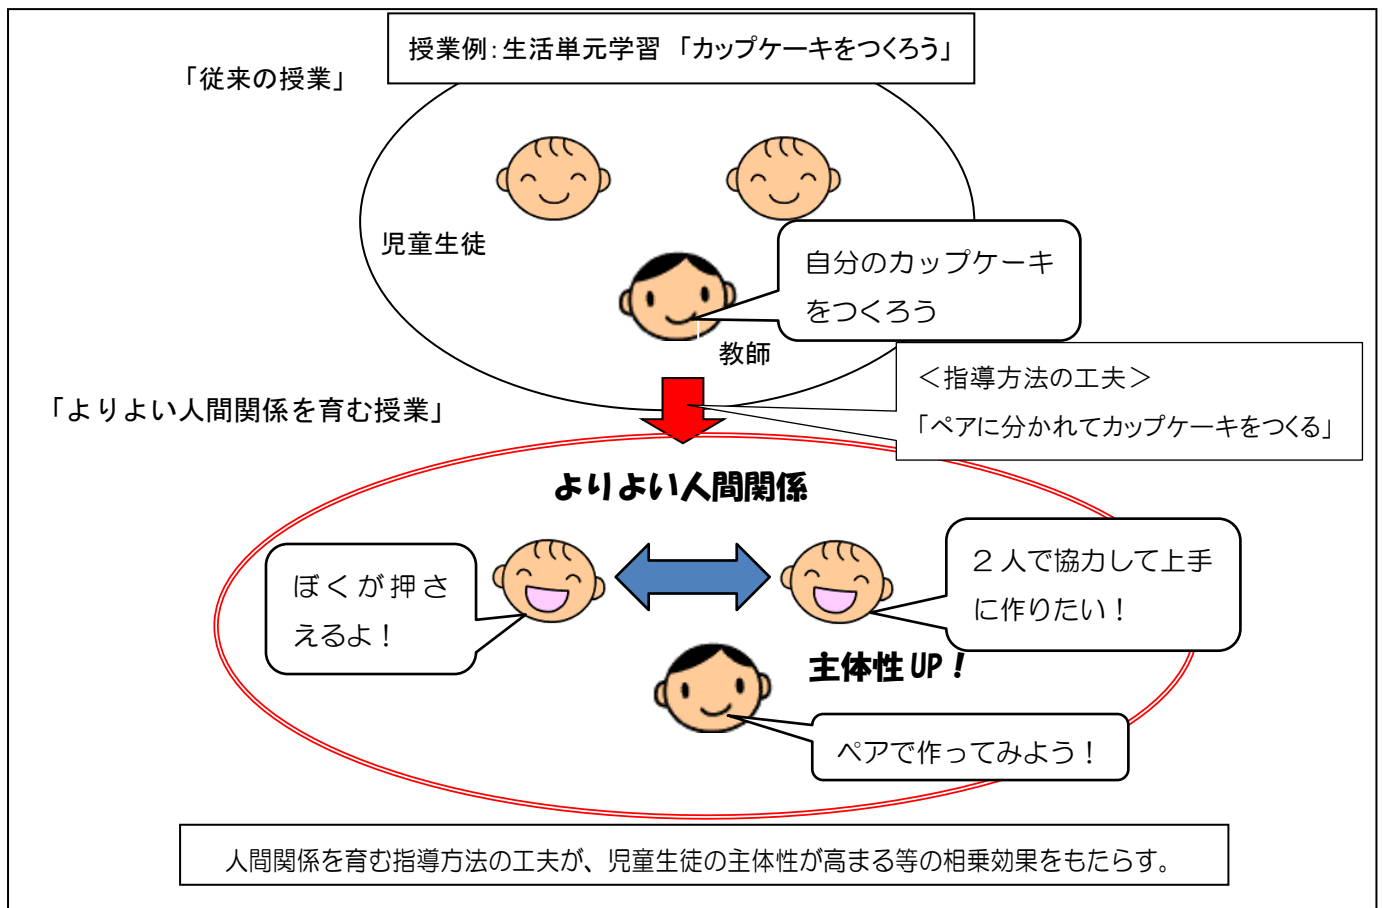 授業例：生活単元学習 「カップケーキをつくろう」
「従来の授業」
児童生徒
自分のカップケーキ
をつくろう
教師
＜指導方法の工夫＞
「ペアに分かれてカップケーキをつくる」
「よりよい人間関係を育む授業」
よりよい人間関係
ぼくが押さ
えるよ！
２人で協力して上手
に作りたい！
主体性UP！
ペアで作ってみよう！
人間関係を育む指導方法の工夫が、児童生徒の主体性が高まる等の相乗効果をもたらす。